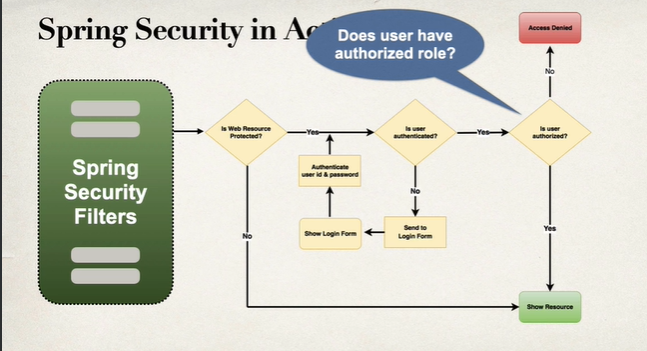 Spring Security in Ac
Does user have
authorized role?
Access Denied
No
Spring
Security
Filters
Is Web Resource
Protected?
Yes
Is user
authenticated?
Yes
Is user
authorized?
Authenticate
user id & password
No
Show Login Form
Send to
Login Form
No
Yes
Show Resource